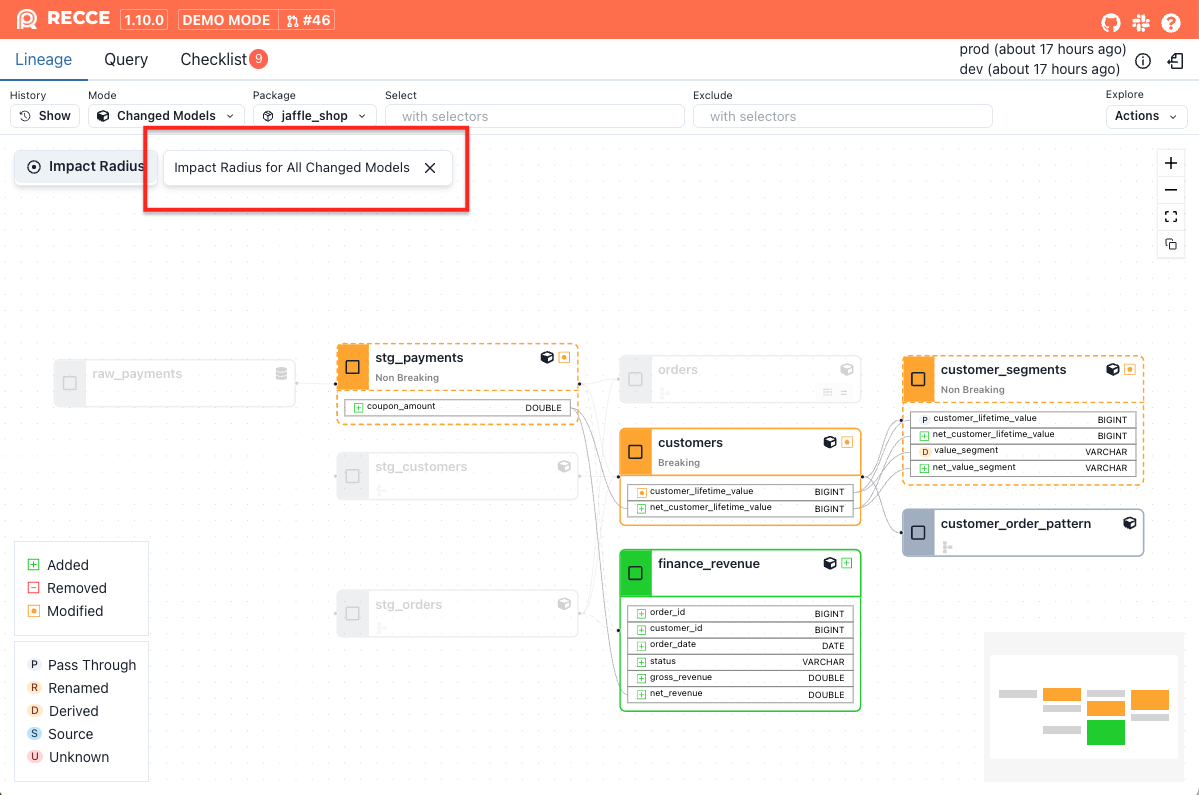 RECCE 1.10.0 DEMO MODE #46
Lineage Query Checklist 9
prod (about 17 hours ago)
dev (about 17 hours ago)
History Mode Package Select Exclude Explore
Show Changed Models jaffle_shop with selectors with selectors Actions
Impact Radius Impact Radius for All Changed Models
raw_payments
stg_payments
Non Breaking
coupon_amount DOUBLE
stg_customers
stg_orders
orders
customers
Breaking
customer_lifetime_value BIGINT
net_customer_lifetime_value BIGINT
finance_revenue
order_id BIGINT
customer_id BIGINT
order_date DATE
status VARCHAR
gross_revenue DOUBLE
net_revenue DOUBLE
customer_segments
Non Breaking
P customer_lifetime_value BIGINT
net_customer_lifetime_value BIGINT
D value_segment VARCHAR
net_value_segment VARCHAR
customer_order_pattern
Added
Removed
Modified
P Pass Through
R Renamed
D Derived
S Source
U Unknown